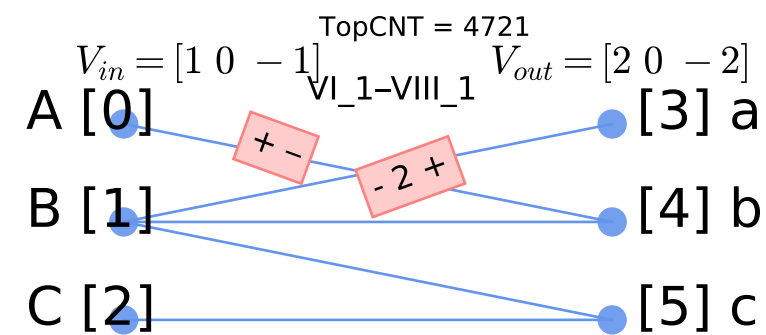 TopCNT = 4721
V_in = [1 0 − 1] V_out = [2 0 − 2]
VI_1–VIII_1
A [0] [3] a
+ −
- 2 +
B [1] [4] b
C [2] [5] c